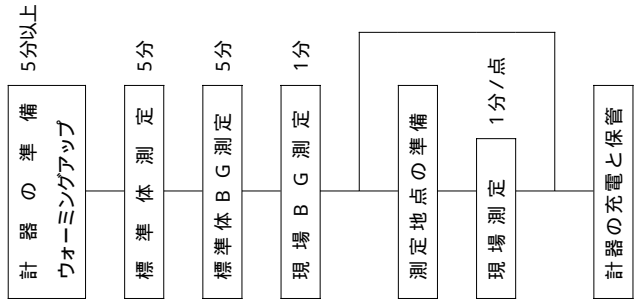 計器の準備
ウォーミングアップ
5分以上
標準体測定
5分
標準体BG測定
5分
現場BG測定
1分
測定地点の準備
現場測定
1分/点
計器の充電と保管